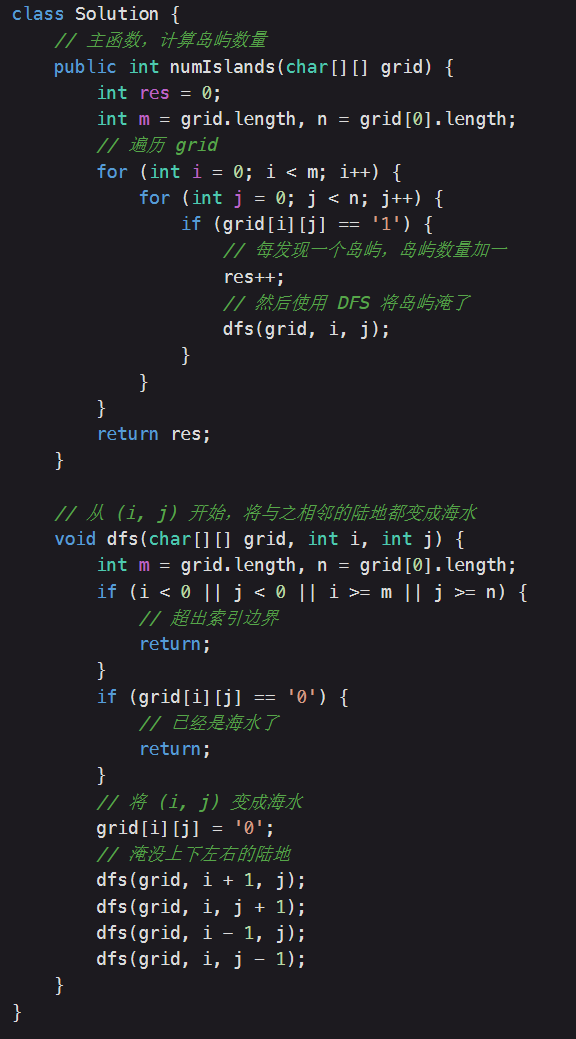 class Solution {
    // 主函数，计算岛屿数量
    public int numIslands(char[][] grid) {
        int res = 0;
        int m = grid.length, n = grid[0].length;
        // 遍历 grid
        for (int i = 0; i < m; i++) {
            for (int j = 0; j < n; j++) {
                if (grid[i][j] == '1') {
                    // 每发现一个岛屿，岛屿数量加一
                    res++;
                    // 然后使用 DFS 将岛屿淹了
                    dfs(grid, i, j);
                }
            }
        }
        return res;
    }

    // 从 (i, j) 开始，将与之相邻的陆地都变成海水
    void dfs(char[][] grid, int i, int j) {
        int m = grid.length, n = grid[0].length;
        if (i < 0 || j < 0 || i >= m || j >= n) {
            // 超出索引边界
            return;
        }
        if (grid[i][j] == '0') {
            // 已经是海水了
            return;
        }
        // 将 (i, j) 变成海水
        grid[i][j] = '0';
        // 淹没上下左右的陆地
        dfs(grid, i + 1, j);
        dfs(grid, i, j + 1);
        dfs(grid, i - 1, j);
        dfs(grid, i, j - 1);
    }
}